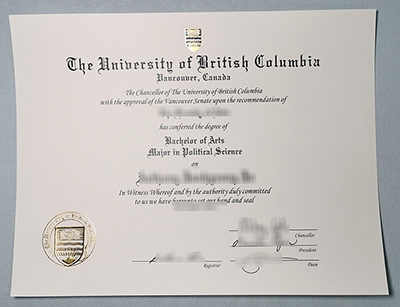 The University of British Columbia
Vancouver, Canada
The Chancellor of The University of British Columbia
with the approval of the Vancouver Senate upon the recommendation of
has conferred the degree of
Bachelor of Arts
Major in Political Science
on
In Witness Whereof and by the authority duly committed
to us we have hereunto set our hand and seal
Chancellor
President
Registrar
Dean